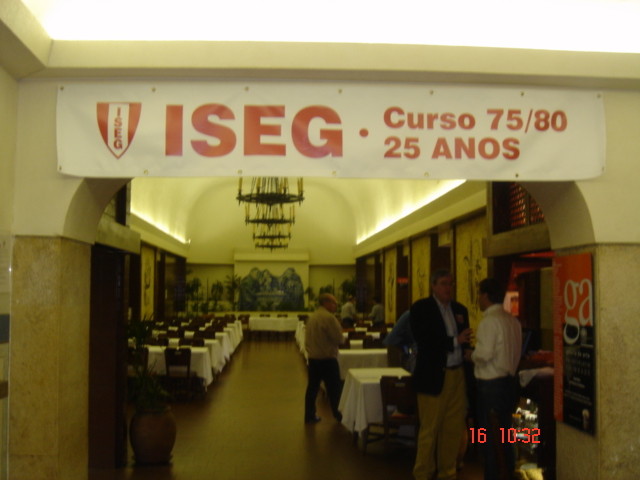 ISEG
ISEG · Curso 75/80
25 ANOS
ga
16 10:32